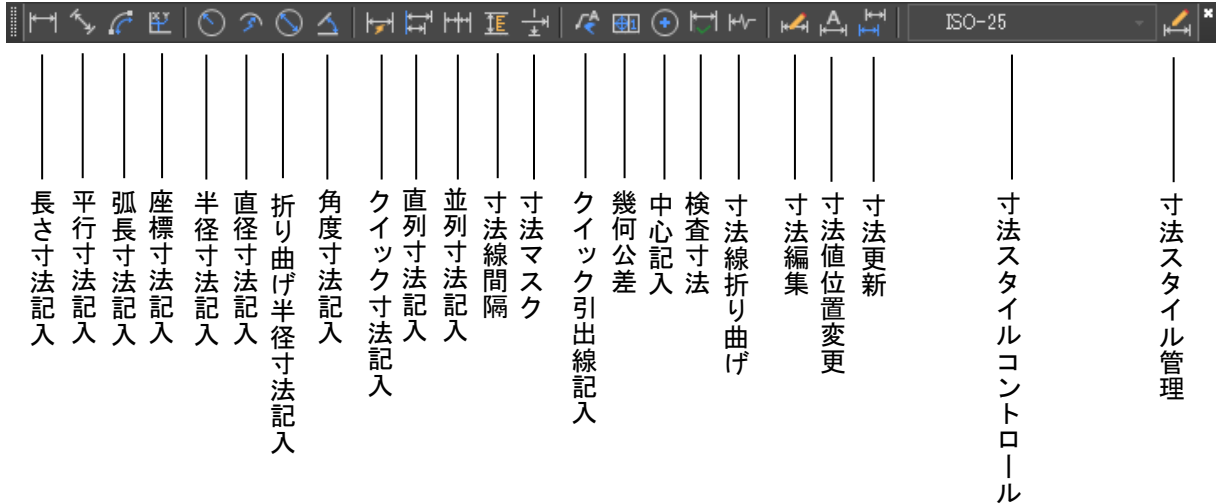 ISO-25
長さ寸法記入
平行寸法記入
弧長寸法記入
座標寸法記入
半径寸法記入
直径寸法記入
折り曲げ半径寸法記入
角度寸法記入
クイック寸法記入
直列寸法記入
並列寸法記入
寸法線間隔
寸法マスク
クイック引出線記入
幾何公差
中心記入
検査寸法
寸法線折り曲げ
寸法編集
寸法値位置変更
寸法更新
寸法スタイルコントロール
寸法スタイル管理